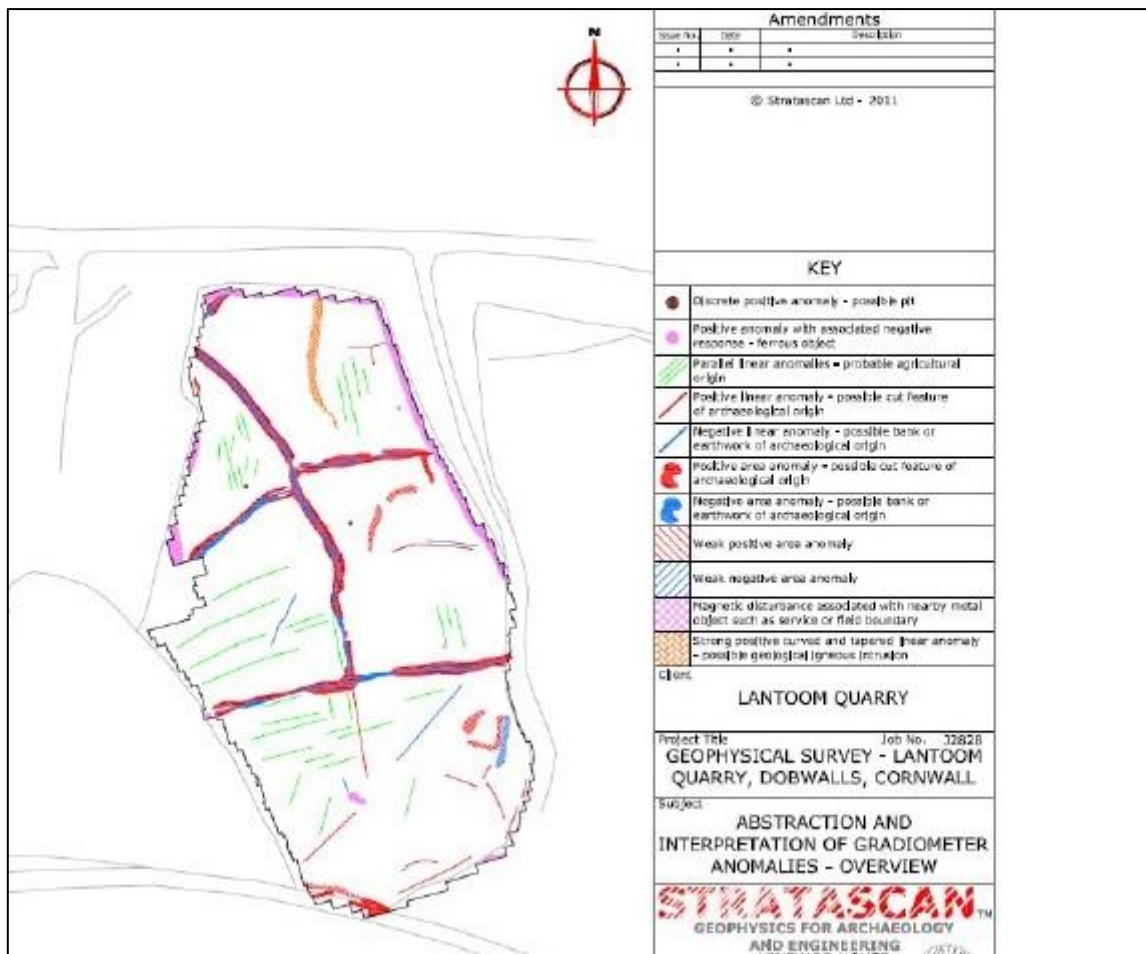 N
Amendments
Issue No. Date Description
© Stratascan Ltd - 2011
KEY
Discrete positive anomaly - possible pit
Positive anomaly with associated negative
response - ferrous object
Parallel linear anomalies - probable agricultural
origin
Positive linear anomaly - possible cut feature
of archaeological origin
Negative linear anomaly - possible bank or
earthwork of archaeological origin
Positive area anomaly - possible cut feature of
archaeological origin
Negative area anomaly - possible bank or
earthwork of archaeological origin
Weak positive area anomaly
Weak negative area anomaly
Magnetic disturbance associated with nearby metal
object such as service or field boundary
Strong positive curved and tapered linear anomaly
- possible geological igneous intrusion
Client
LANTOOM QUARRY
Project Title Job No. J2828
GEOPHYSICAL SURVEY - LANTOOM
QUARRY, DOBWALLS, CORNWALL
Subject
ABSTRACTION AND
INTERPRETATION OF GRADIOMETER
ANOMALIES - OVERVIEW
STRATASCAN TM
GEOPHYSICS FOR ARCHAEOLOGY
AND ENGINEERING